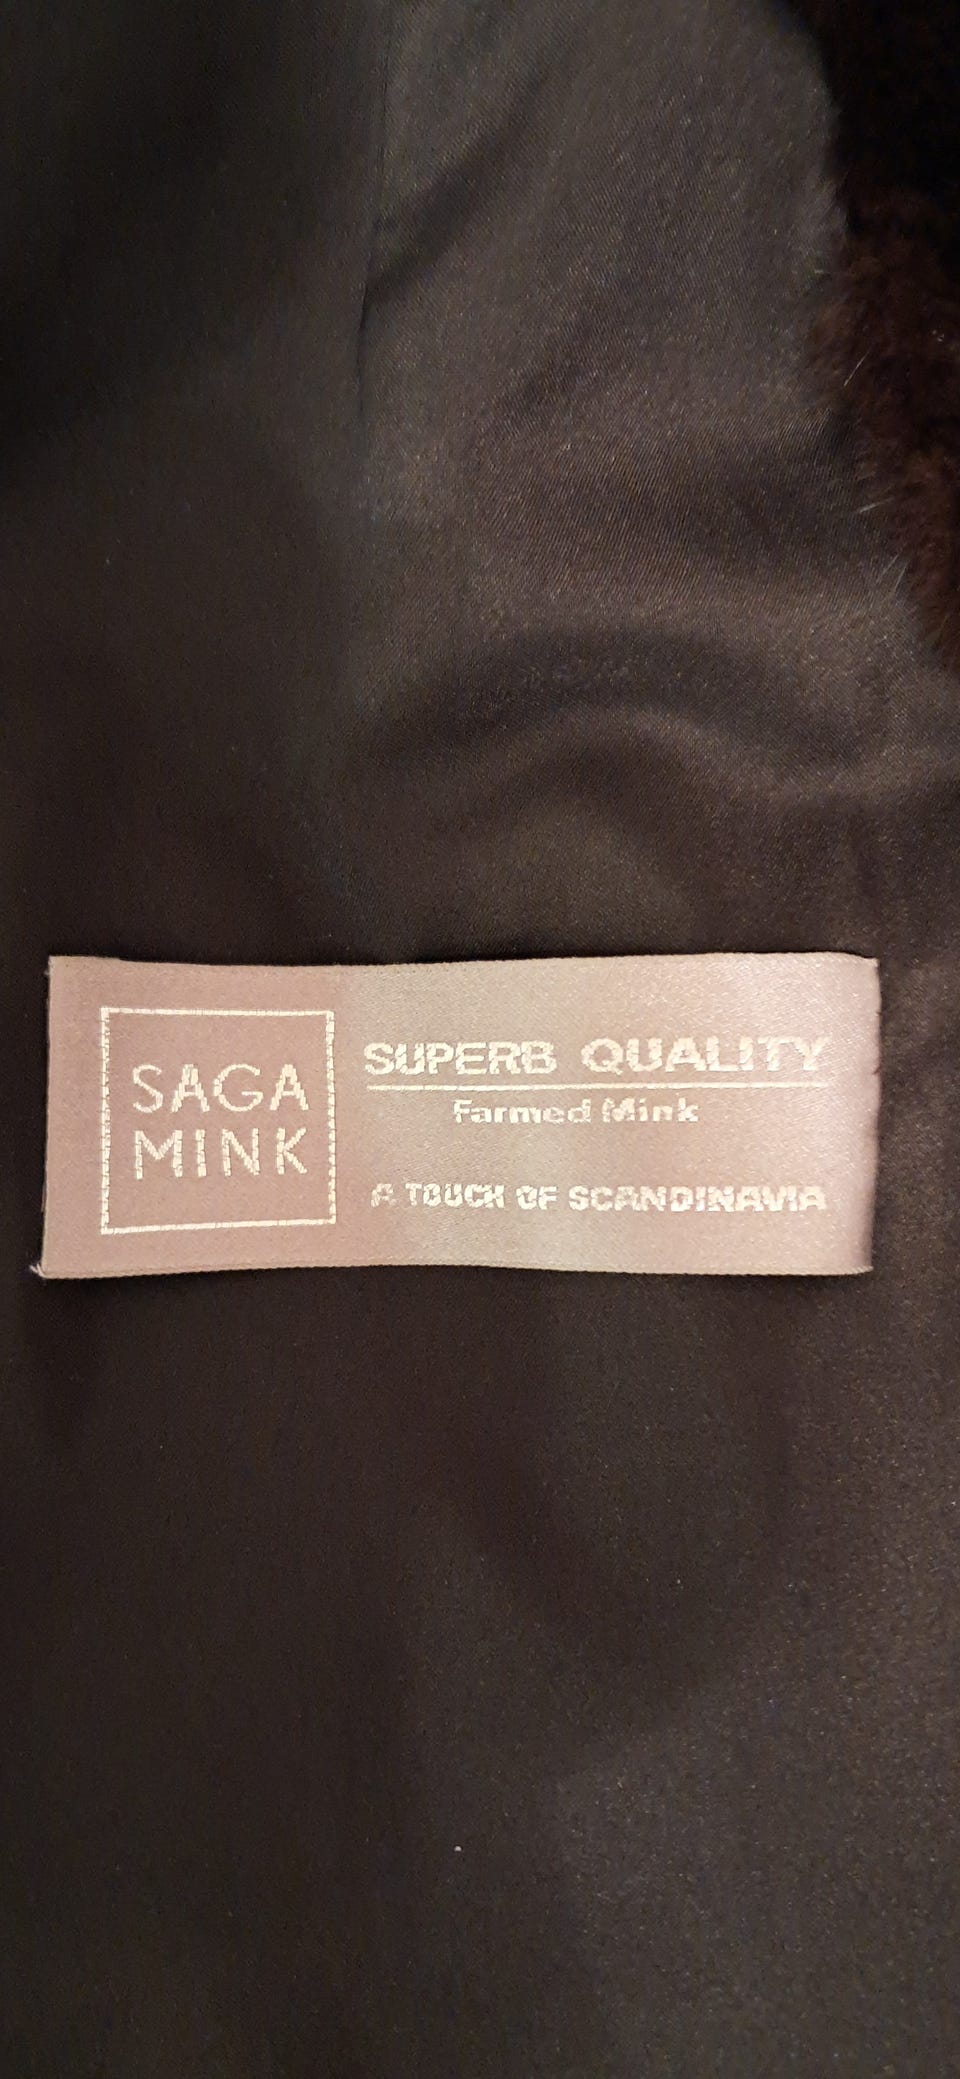 SAGA
MINK
SUPERB QUALITY
Farmed Mink
A TOUCH OF SCANDINAVIA